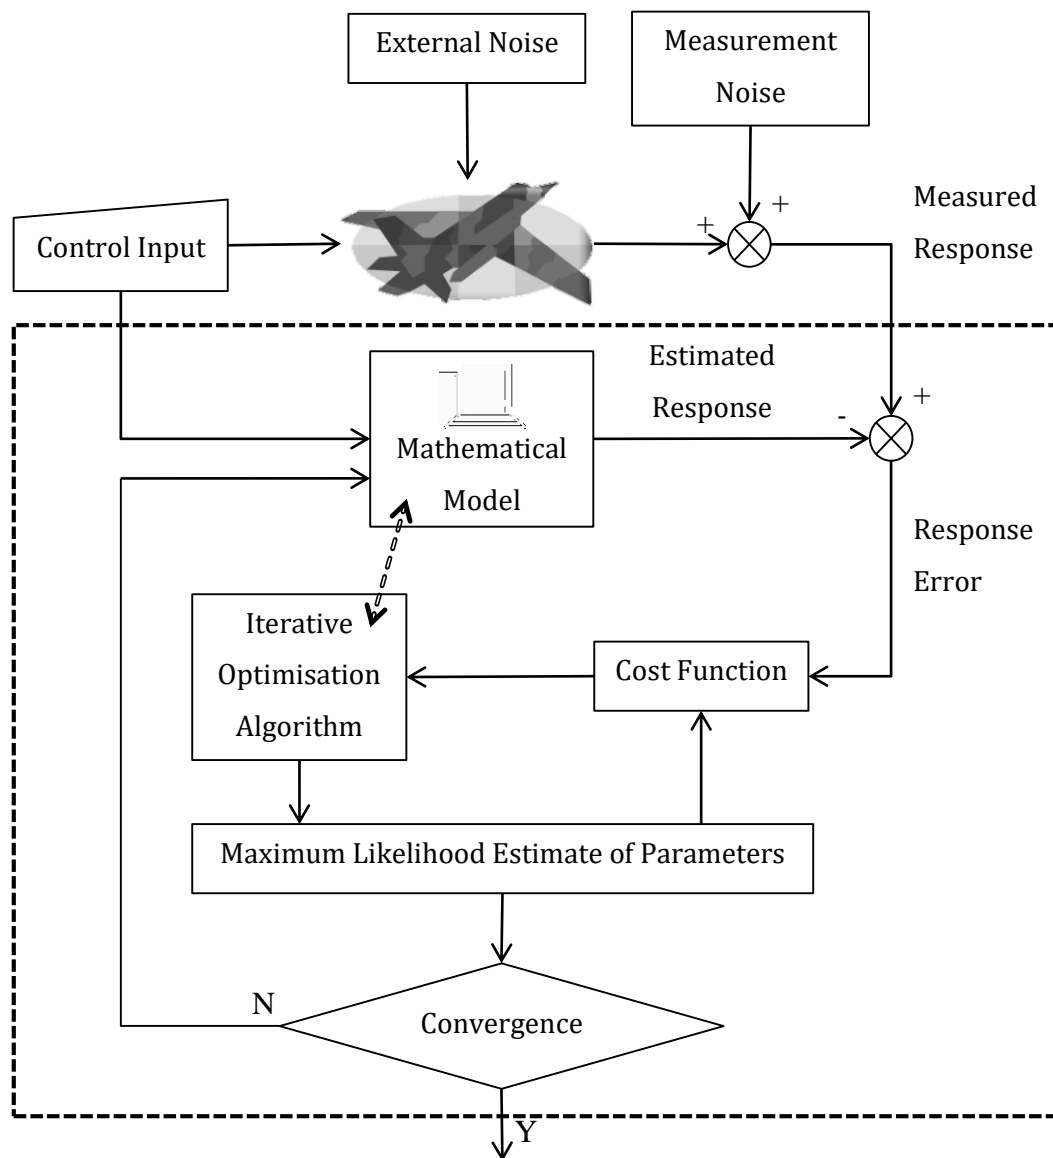 External Noise
Measurement
Noise
+
+
Measured
Response
Control Input
Estimated
Response
-
+
Mathematical
Model
Response
Error
Iterative
Optimisation
Algorithm
Cost Function
Maximum Likelihood Estimate of Parameters
N
Convergence
Y